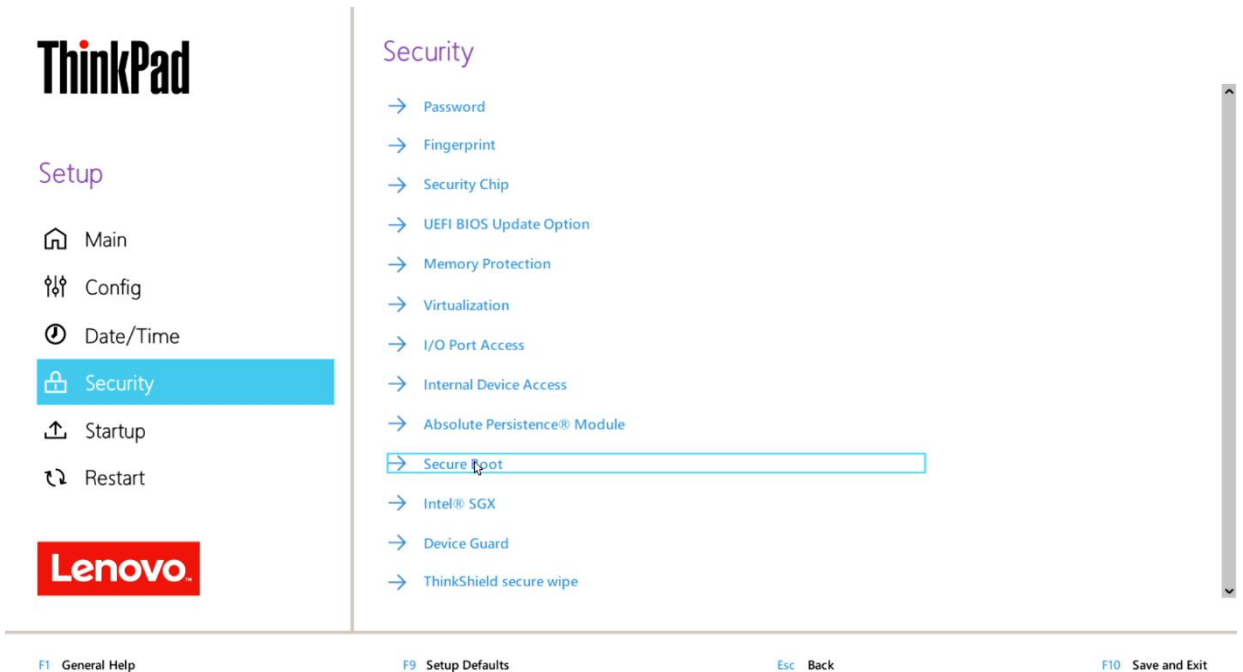 ThinkPad
Setup
Main
Config
Date/Time
Security
Startup
Restart
Lenovo
Security
Password
Fingerprint
Security Chip
UEFI BIOS Update Option
Memory Protection
Virtualization
I/O Port Access
Internal Device Access
Absolute Persistence® Module
Secure Boot
Intel® SGX
Device Guard
ThinkShield secure wipe
F1 General Help F9 Setup Defaults Esc Back F10 Save and Exit